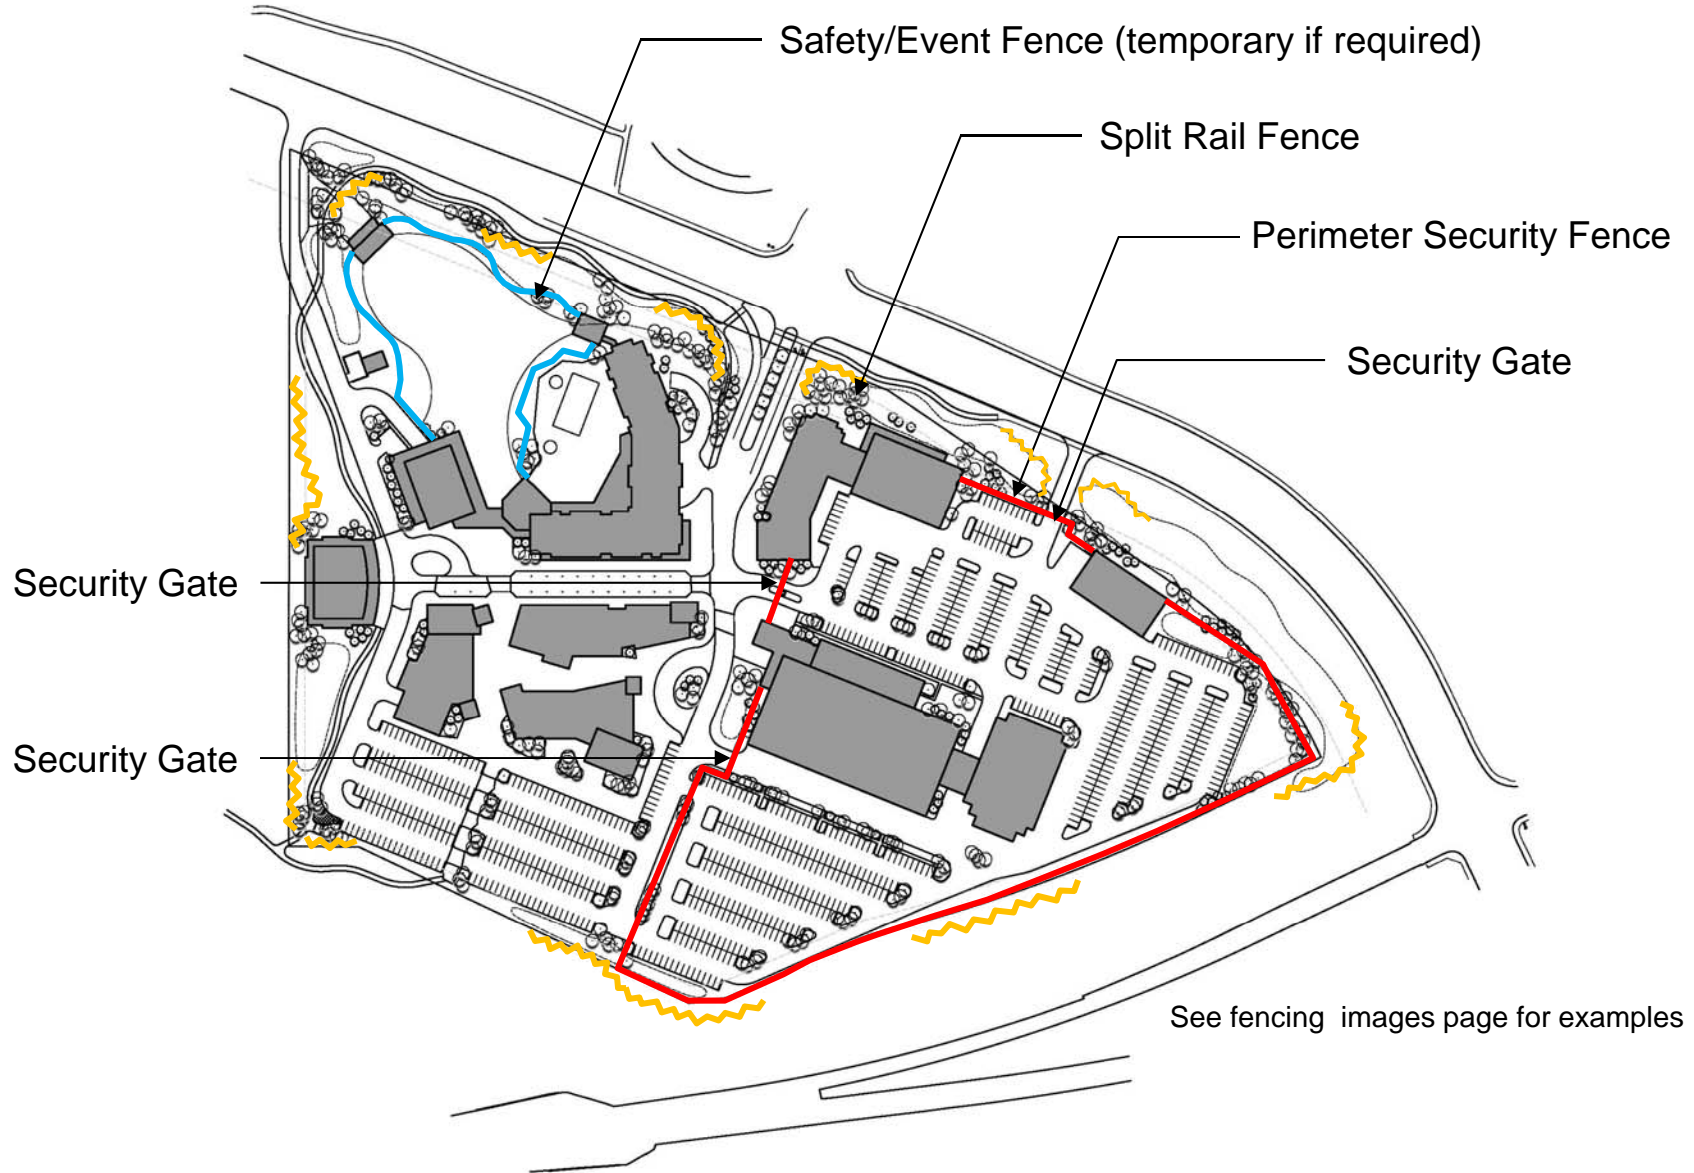 Safety/Event Fence (temporary if required)
Split Rail Fence
Perimeter Security Fence
Security Gate
Security Gate
Security Gate
See fencing images page for examples